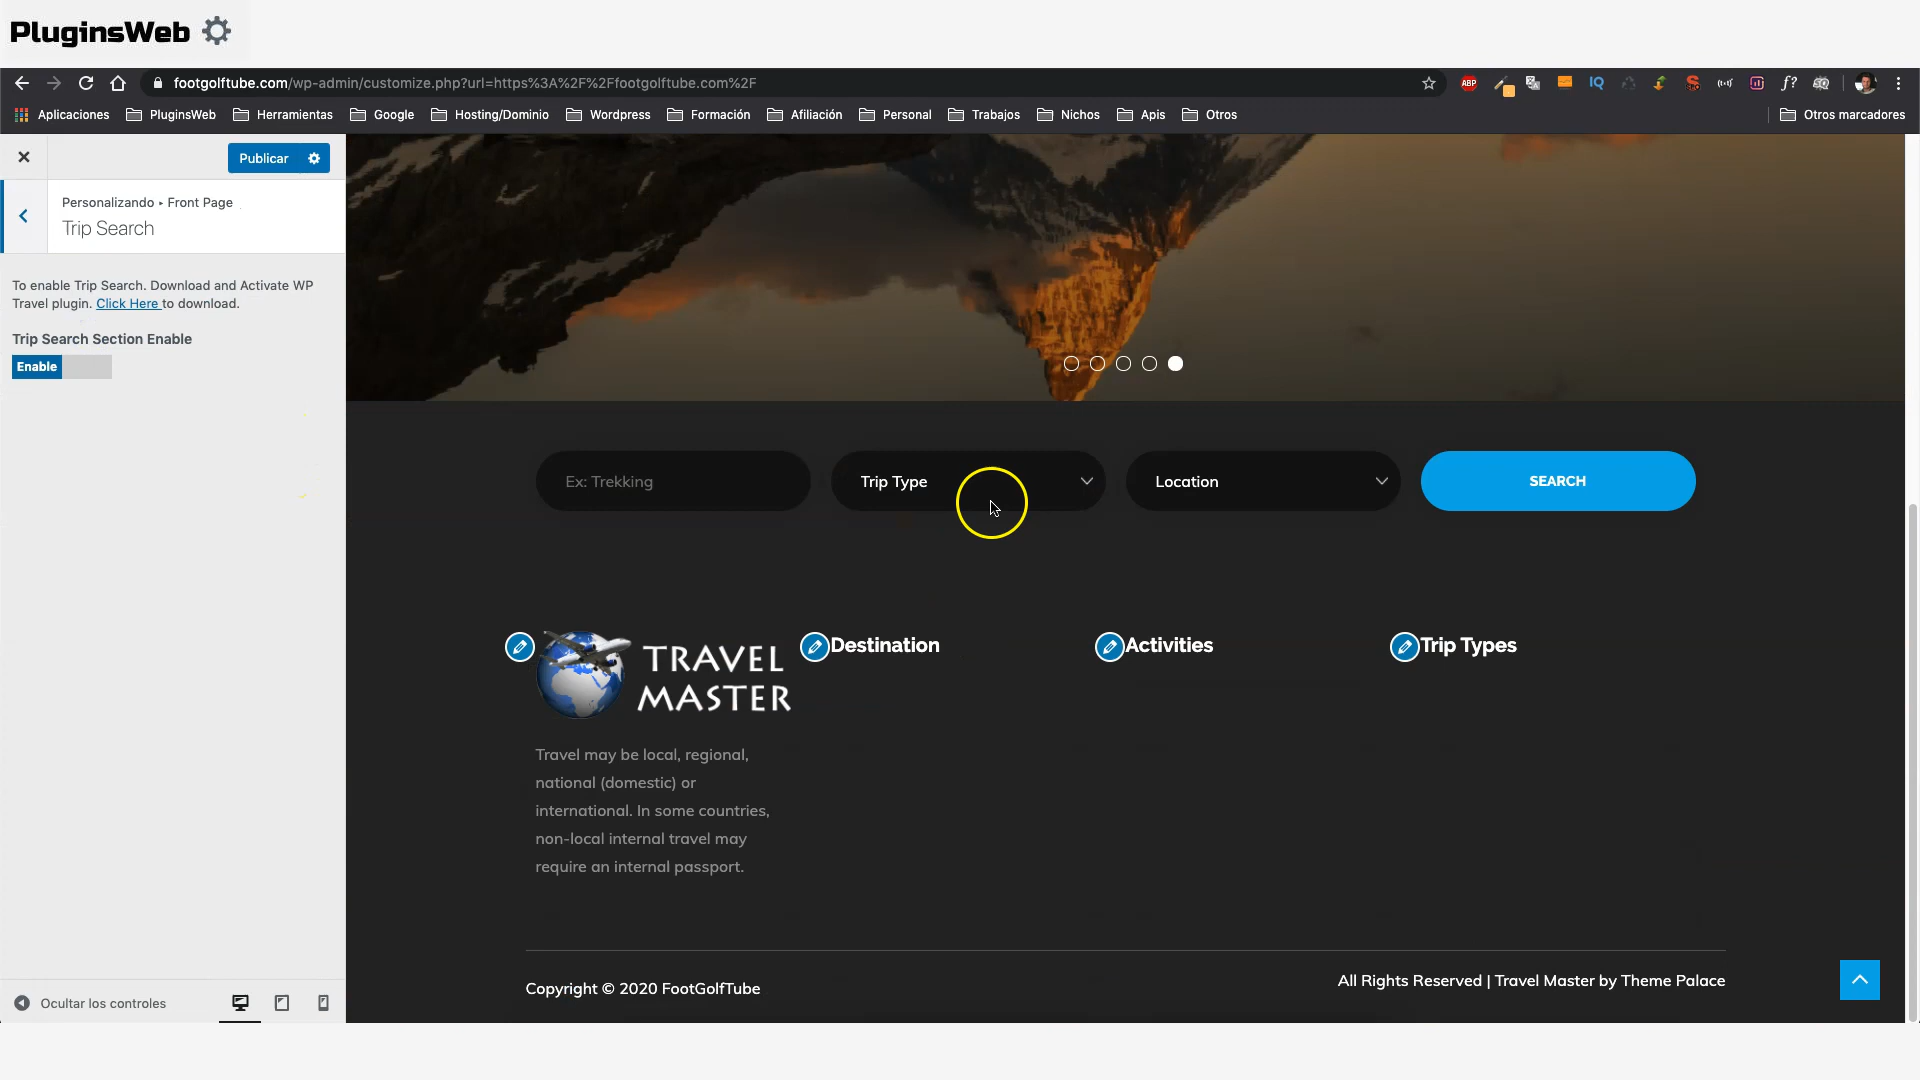 PluginsWeb
footgolftube.com/wp-admin/customize.php?url=https%3A%2F%2Ffootgolftube.com%2F
ABP
IQ
f?
Aplicaciones PluginsWeb Herramientas Google Hosting/Dominio Wordpress Formación Afiliación Personal Trabajos Nichos Apis Otros Otros marcadores
Publicar
Personalizando ▸ Front Page
Trip Search
To enable Trip Search. Download and Activate WP
Travel plugin. Click Here to download.
Trip Search Section Enable
Enable
Ex: Trekking
Trip Type
Location
SEARCH
TRAVEL
MASTER
Destination
Activities
Trip Types
Travel may be local, regional,
national (domestic) or
international. In some countries,
non-local internal travel may
require an internal passport.
Copyright © 2020 FootGolfTube
All Rights Reserved | Travel Master by Theme Palace
Ocultar los controles